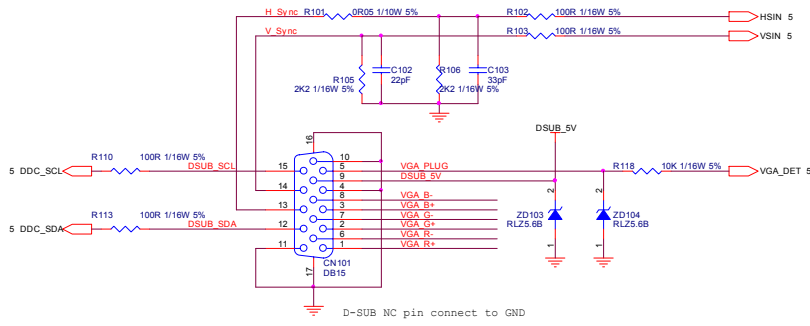 H_Sync R101 0R05 1/10W 5% R102 100R 1/16W 5% HSIN 5
V_Sync R103 100R 1/16W 5% VSIN 5
R105 2K2 1/16W 5% C102 22pF R106 2K2 1/16W 5% C103 33pF
DSUB_5V
16
5 DDC_SCL R110 100R 1/16W 5% DSUB_SCL 15 10
5 VGA_PLUG R118 10K 1/16W 5% VGA_DET 5
9 DSUB_5V
14 4
8 VGA_B-
13 3 VGA_B+
7 VGA_G-
5 DDC_SDA R113 100R 1/16W 5% DSUB_SDA 12 2 VGA_G+
6 VGA_R-
11 1 VGA_R+
2 ZD103 RLZ5.6B 1
2 ZD104 RLZ5.6B 1
17
CN101
DB15
D-SUB NC pin connect to GND